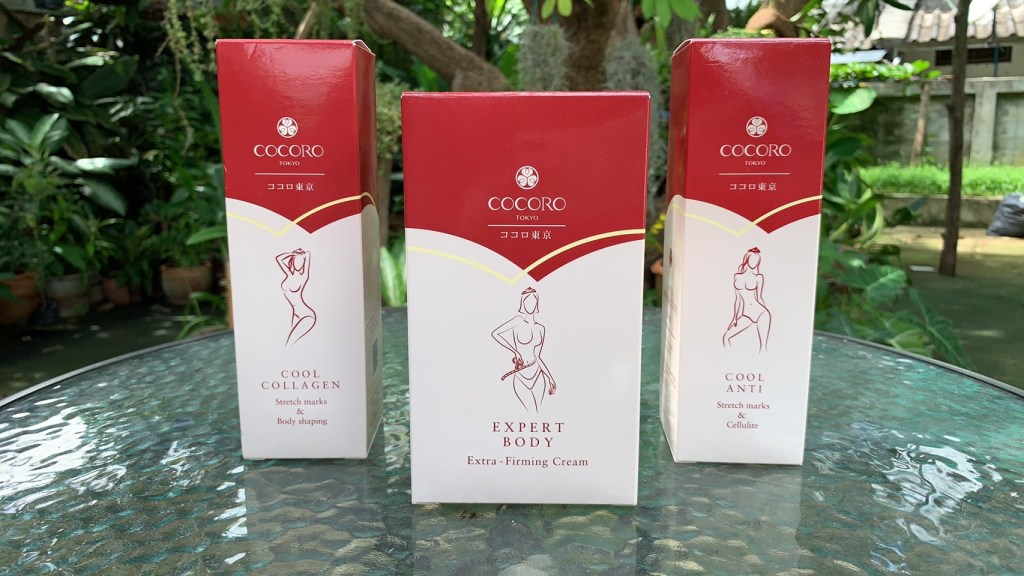 COCORO
TOKYO
ココロ東京
COOL
COLLAGEN
Stretch marks
&
Body shaping
COCORO
TOKYO
ココロ東京
EXPERT
BODY
Extra - Firming Cream
COCORO
TOKYO
ココロ東京
COOL
ANTI
Stretch marks
&
Cellulite